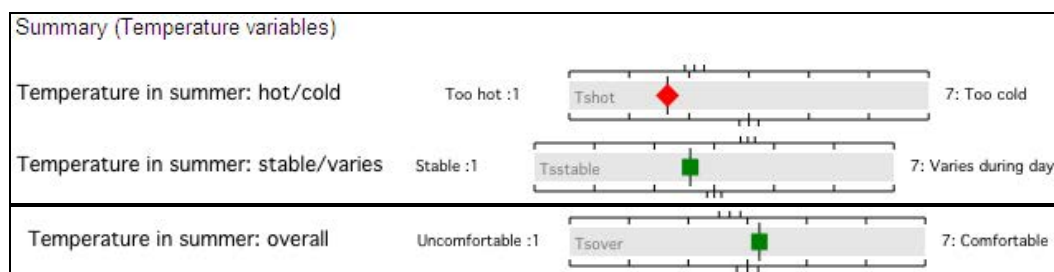 Summary (Temperature variables)
Temperature in summer: hot/cold Too hot :1 Tshot 7: Too cold
Temperature in summer: stable/varies Stable :1 Tsstable 7: Varies during day
Temperature in summer: overall Uncomfortable :1 Tsover 7: Comfortable